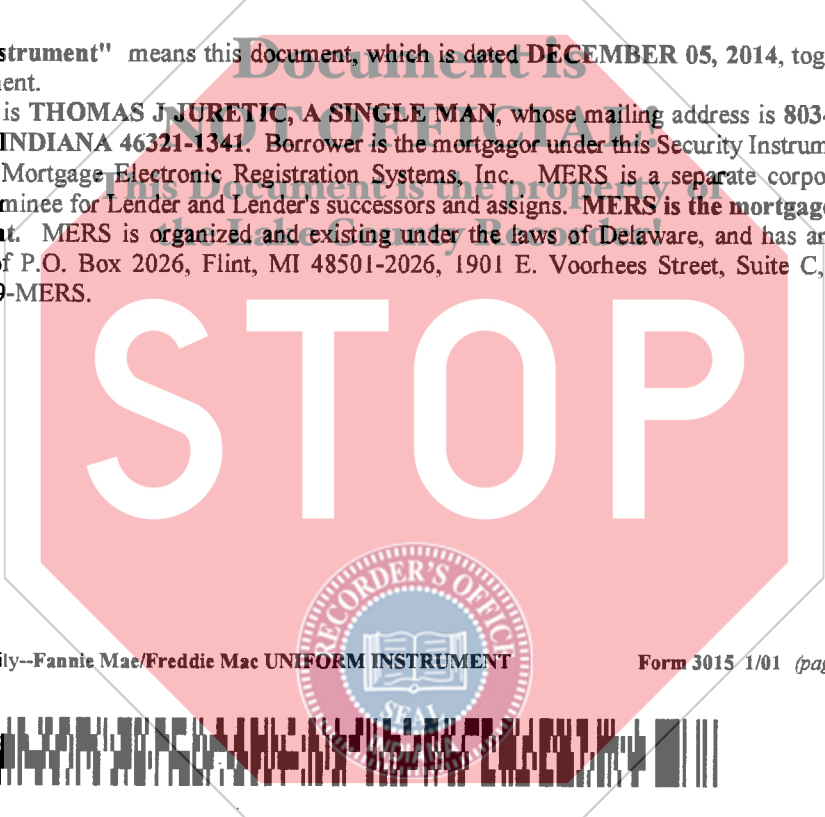 Document is
strument" means this document, which is dated DECEMBER 05, 2014, tog
ent.
NOT OFFICIAL!
is THOMAS J JURETIC, A SINGLE MAN, whose mailing address is 803
INDIANA 46321-1341. Borrower is the mortgagor under this Security Instrum
Mortgage Electronic Registration Systems, Inc. MERS is a separate corpo
This Document is the property of
minee for Lender and Lender's successors and assigns. MERS is the mortgag
the Lake County Recorder!
t. MERS is organized and existing under the laws of Delaware, and has an
f P.O. Box 2026, Flint, MI 48501-2026, 1901 E. Voorhees Street, Suite C,
9-MERS.
STOP
RECORDER'S OFFICE
SEAL
ily--Fannie Mae/Freddie Mac UNIFORM INSTRUMENT Form 3015 1/01 (pag